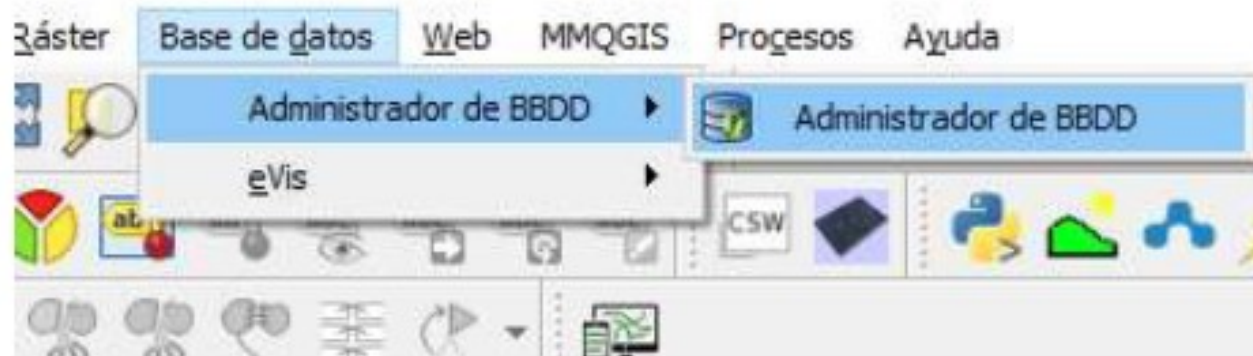 Ráster Base de datos Web MMQGIS Procesos Ayuda
Administrador de BBDD Administrador de BBDD
eVis
CSW